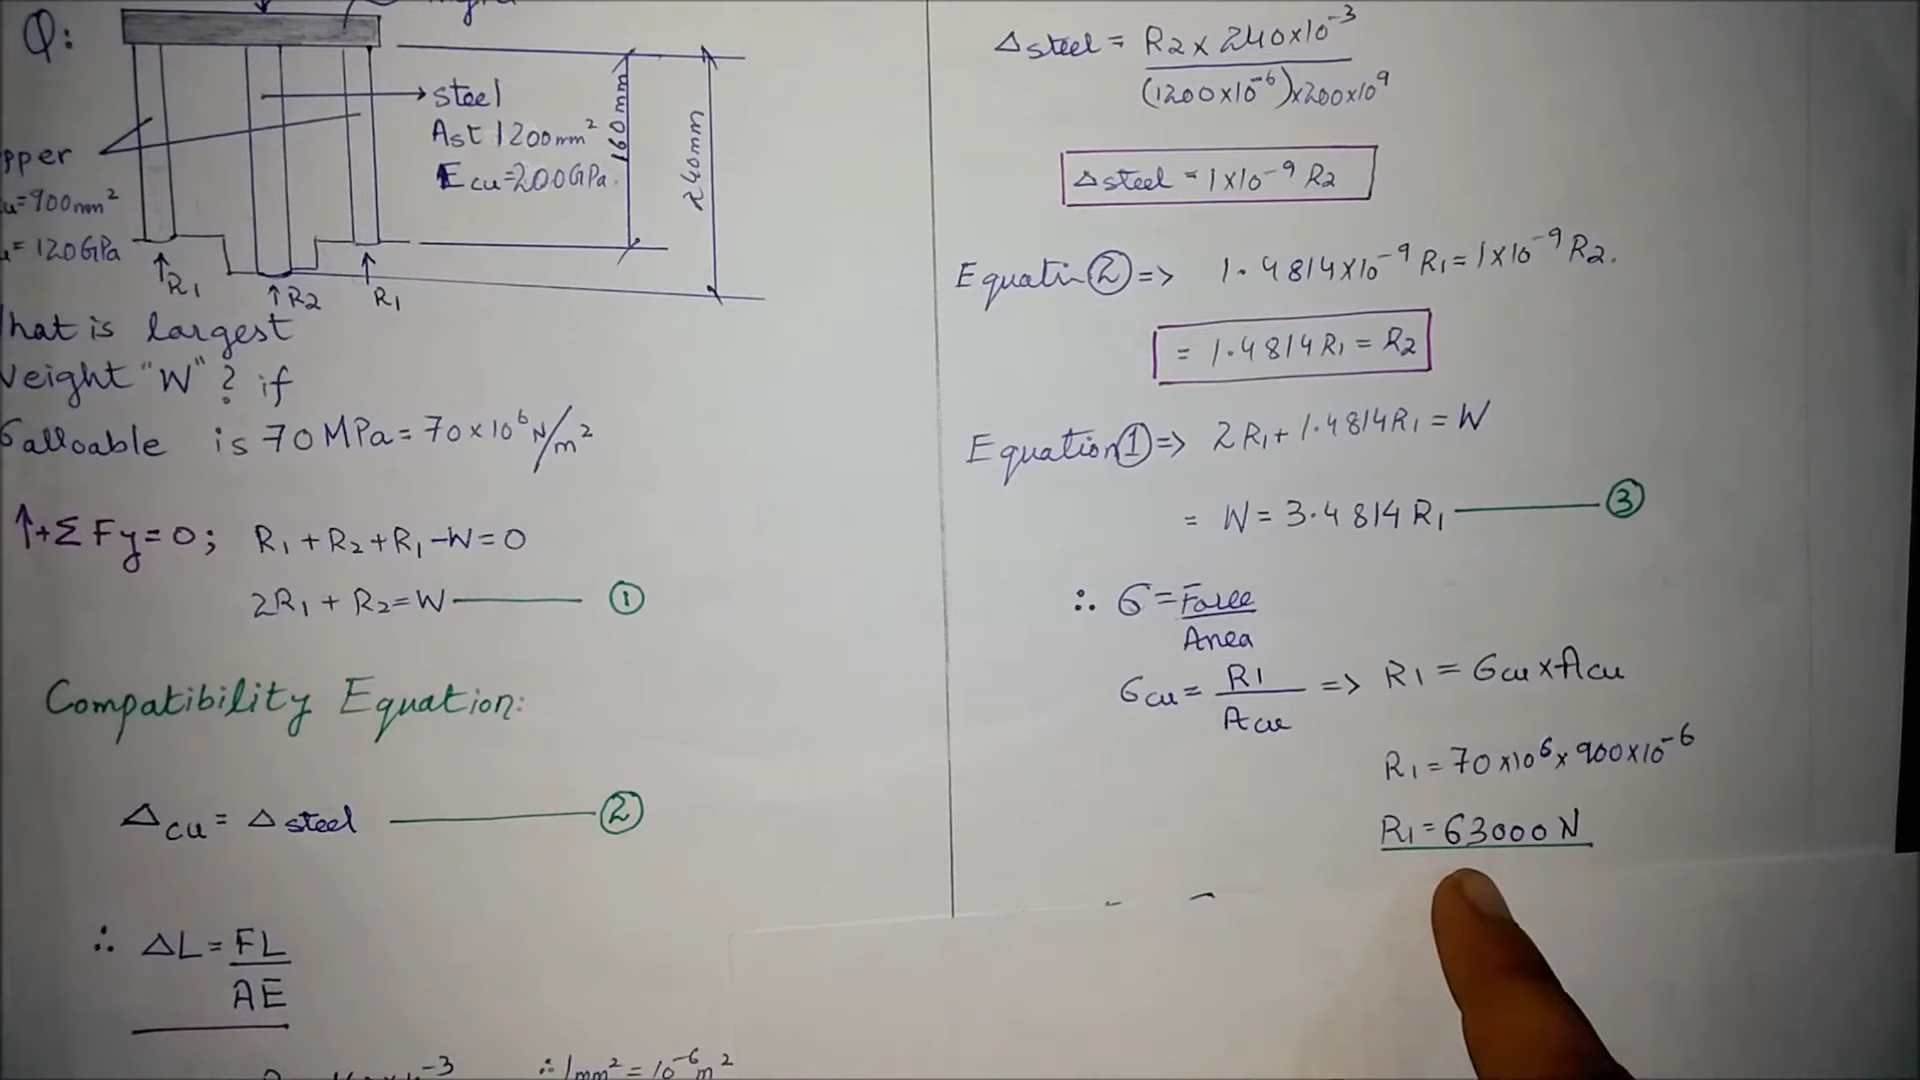 Q:
steel
Ast 1200mm²
Ecu=200GPa.
160mm
240mm
pper
u=900mm²
=120GPa
↑R1
↑R2
↑R1
hat is largest
eight "W" ? if
σalloable is 70 MPa = 70×10⁶ N/m²
↑+ΣFy=0; R1+R2+R1-W=0
2R1+R2=W ①
Compatibility Equation:
Δcu = Δsteel ②
∴ ΔL = FL/AE
∴ 1mm² = 10⁻⁶m²
Δsteel = R2×240×10⁻³
(1200×10⁻⁶)×200×10⁹
Δsteel = 1×10⁻⁹ R2
Equatin ② => 1.4814×10⁻⁹ R1 = 1×10⁻⁹ R2.
= 1.4814 R1 = R2
Equation ① => 2R1+1.4814R1 = W
= W = 3.4814 R1 ③
∴ σ = Force
Area
σcu = R1/Acu => R1 = σcu×Acu
R1 = 70×10⁶×900×10⁻⁶
R1 = 63000 N